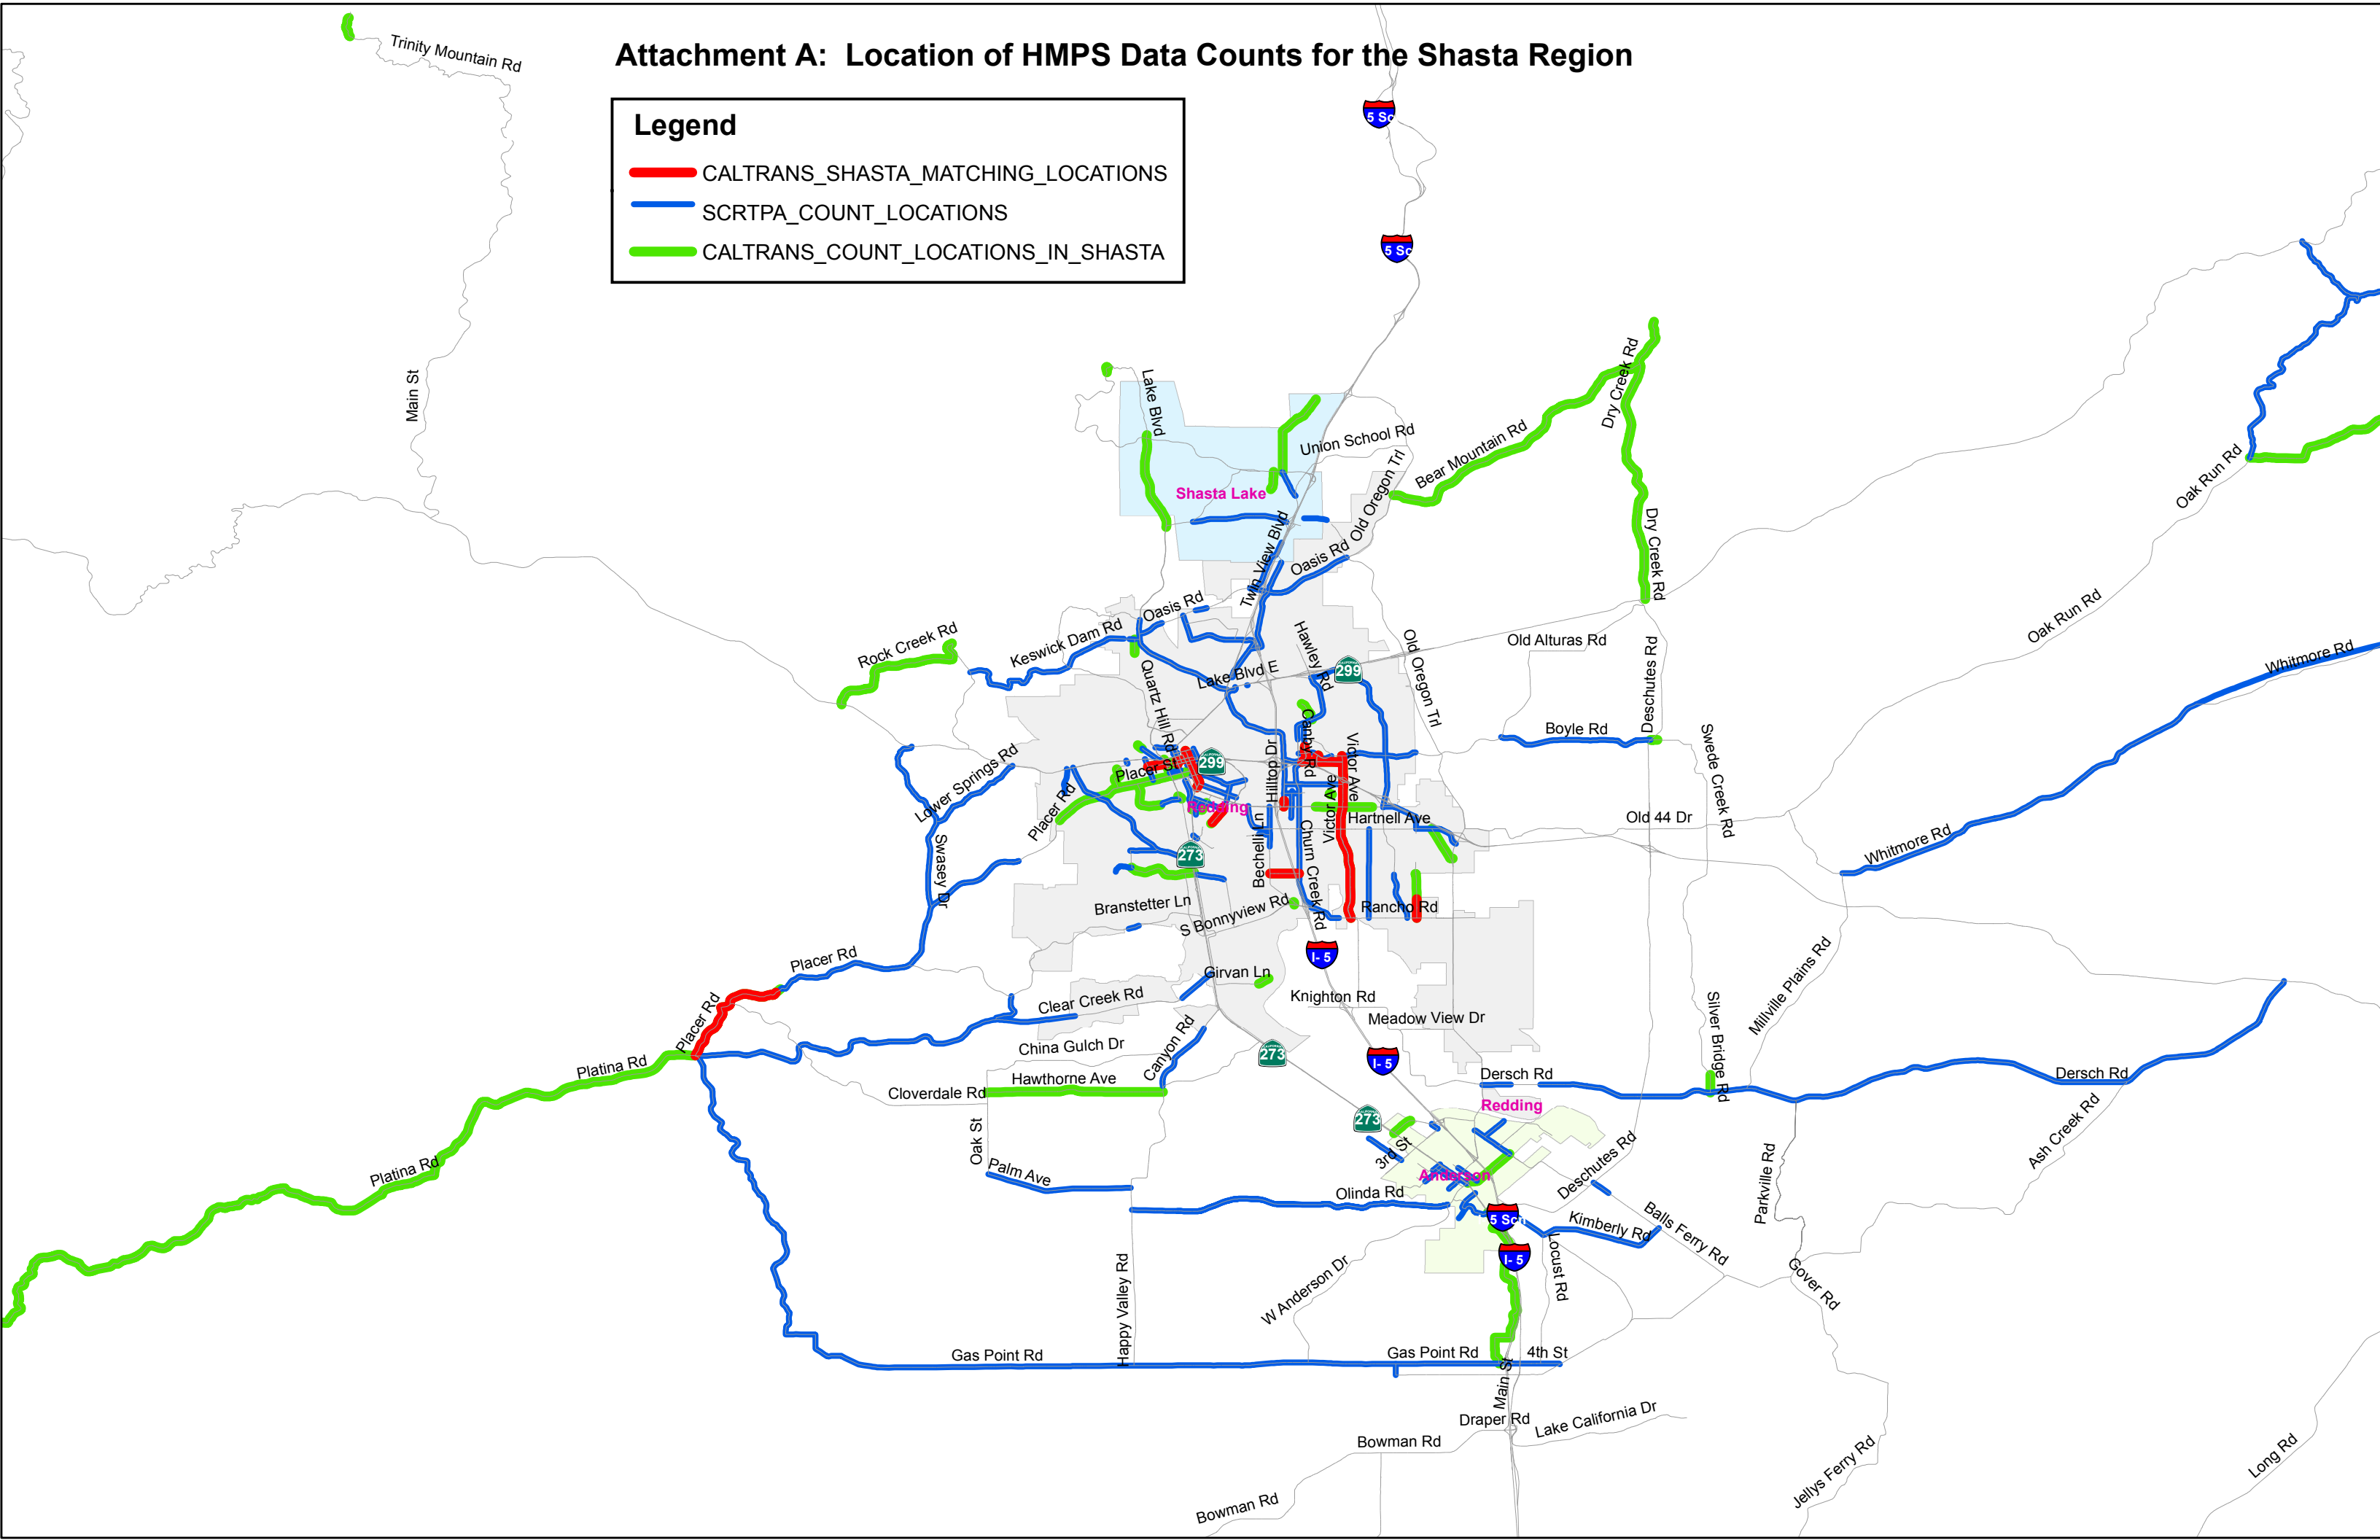 Trinity Mountain Rd
Attachment A:  Location of HMPS Data Counts for the Shasta Region
Legend
CALTRANS_SHASTA_MATCHING_LOCATIONS
SCRTPA_COUNT_LOCATIONS
CALTRANS_COUNT_LOCATIONS_IN_SHASTA
5 Sc
5 Sc
Main St
Lake Blvd
Union School Rd
Old Oregon Trl
Bear Mountain Rd
Dry Creek Rd
Dry Creek Rd
Oak Run Rd
Shasta Lake
Twin View Blvd
Oasis Rd
Oasis Rd
Rock Creek Rd
Keswick Dam Rd
Quartz Hill Rd
Lake Blvd E
Hawley Rd
299
Old Oregon Trl
Old Alturas Rd
Deschutes Rd
Oak Run Rd
Whitmore Rd
Boyle Rd
Swede Creek Rd
Lower Springs Rd
Placer St
299
Hilltop Dr
Canby Rd
Victor Ave
Placer Rd
Redding
Victor Ave
Hartnell Ave
Old 44 Dr
Whitmore Rd
Swasey Dr
273
Bechelli Ln
Churn Creek Rd
Branstetter Ln
S Bonnyview Rd
Rancho Rd
Placer Rd
I- 5
Girvan Ln
Placer Rd
Clear Creek Rd
Knighton Rd
Meadow View Dr
Silver Bridge Rd
Millville Plains Rd
Platina Rd
China Gulch Dr
Canyon Rd
273
I- 5
Hawthorne Ave
Cloverdale Rd
Dersch Rd
Dersch Rd
Redding
273
Oak St
3rd St
Platina Rd
Palm Ave
Anderson
Deschutes Rd
Parkville Rd
Ash Creek Rd
Olinda Rd
5 Sc
Kimberly Rd
Balls Ferry Rd
I- 5
Locust Rd
Happy Valley Rd
W Anderson Dr
Gover Rd
Gas Point Rd
Gas Point Rd
4th St
Main St
Draper Rd
Lake California Dr
Bowman Rd
Jellys Ferry Rd
Long Rd
Bowman Rd